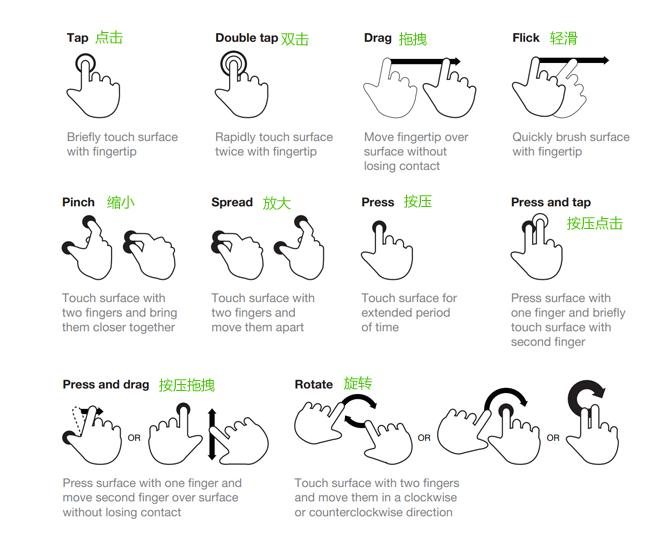 Tap 点击
Double tap 双击
Drag 拖拽
Flick 轻滑
Briefly touch surface
with fingertip
Rapidly touch surface
twice with fingertip
Move fingertip over
surface without
losing contact
Quickly brush surface
with fingertip
Pinch 缩小
Spread 放大
Press 按压
Press and tap
按压点击
Touch surface with
two fingers and bring
them closer together
Touch surface with
two fingers and
move them apart
Touch surface for
extended period
of time
Press surface with
one finger and briefly
touch surface with
second finger
Press and drag 按压拖拽
Rotate 旋转
OR
OR
OR
Press surface with one finger and
move second finger over surface
without losing contact
Touch surface with two fingers
and move them in a clockwise
or counterclockwise direction